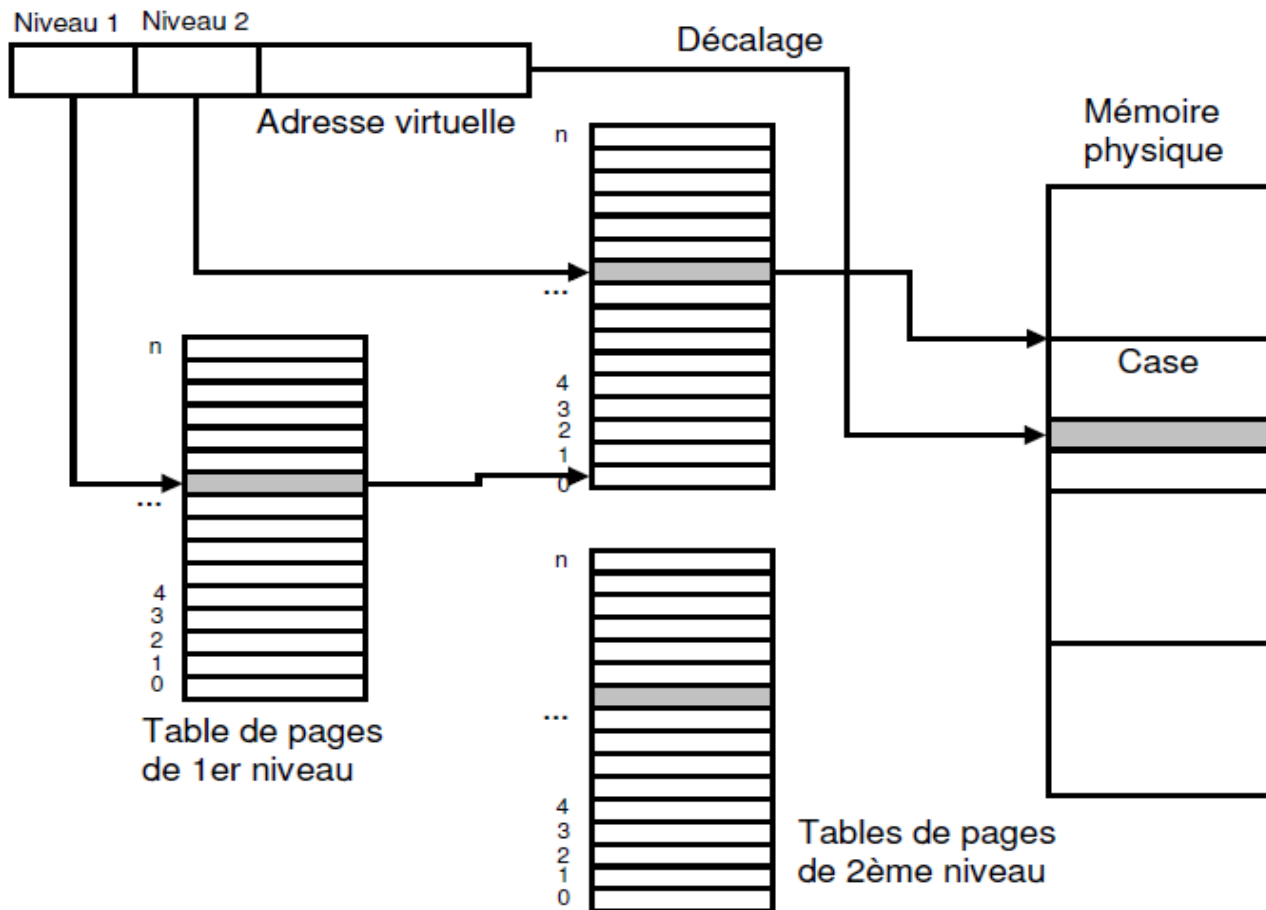 Niveau 1 Niveau 2
Décalage
Adresse virtuelle
Mémoire
physique
n
...
4
3
2
1
0
Case
n
...
4
3
2
1
0
Table de pages
de 1er niveau
n
...
4
3
2
1
0
Tables de pages
de 2ème niveau